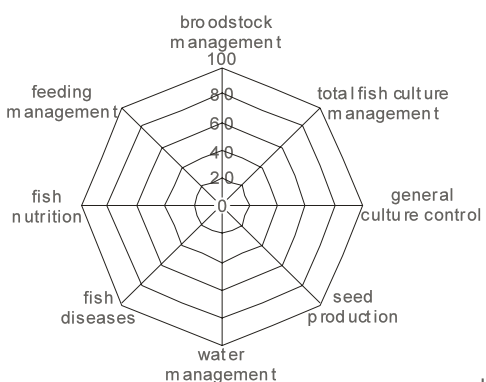 broodstock
management
100
feeding
management
80
total fish culture
management
60
40
20
fish
nutrition
0
general
culture control
fish
diseases
seed
production
water
management